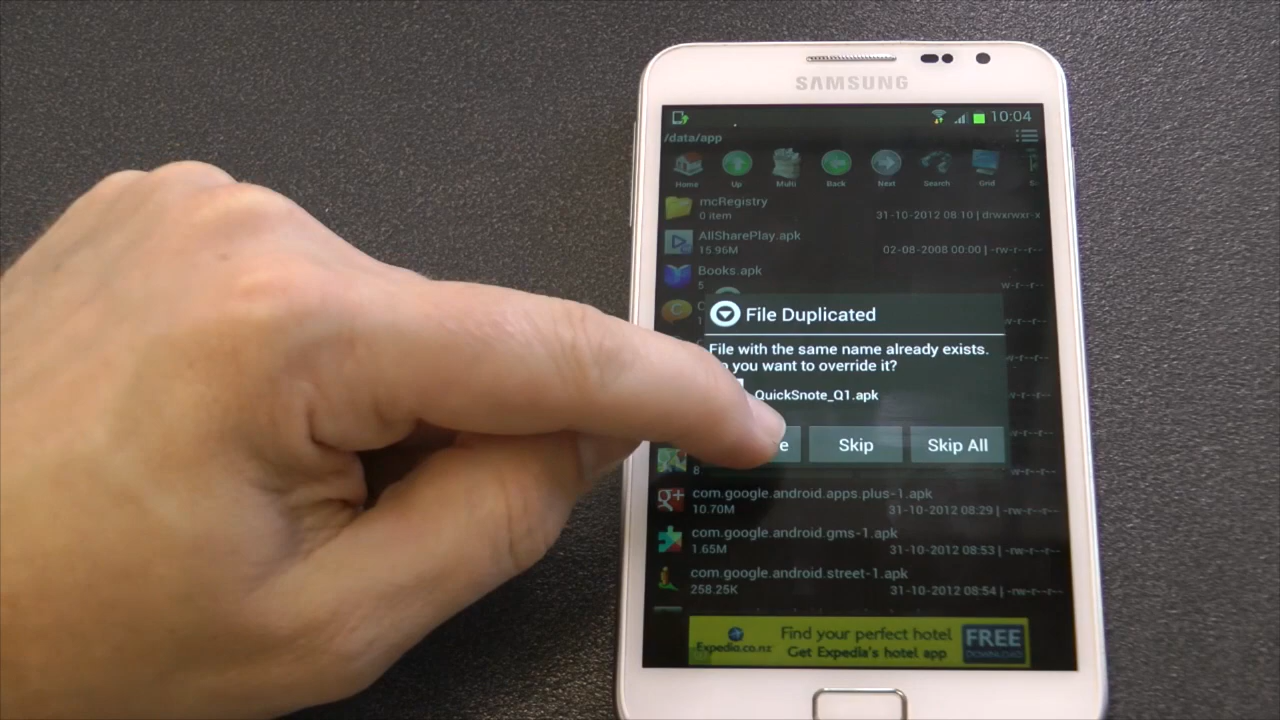 SAMSUNG
10:04
/data/app
Home Up Multi Back Next Search Grid
mcRegistry
0 item 31-10-2012 08:10 | drwxrwxr-x
AllSharePlay.apk
15.96M 02-08-2008 00:00 | -rw-r--r--
Books.apk
5 w-r--r--
File Duplicated
File with the same name already exists.
you want to override it?
QuickSnote_Q1.apk
Skip Skip All
8
com.google.android.apps.plus-1.apk
10.70M 31-10-2012 08:29 | -rw-r--r--
com.google.android.gms-1.apk
1.65M 31-10-2012 08:53 | -rw-r--r--
com.google.android.street-1.apk
258.25K 31-10-2012 08:54 | -rw-r--r--
Expedia.co.nz
Find your perfect hotel
Get Expedia's hotel app
FREE
DOWNLOAD